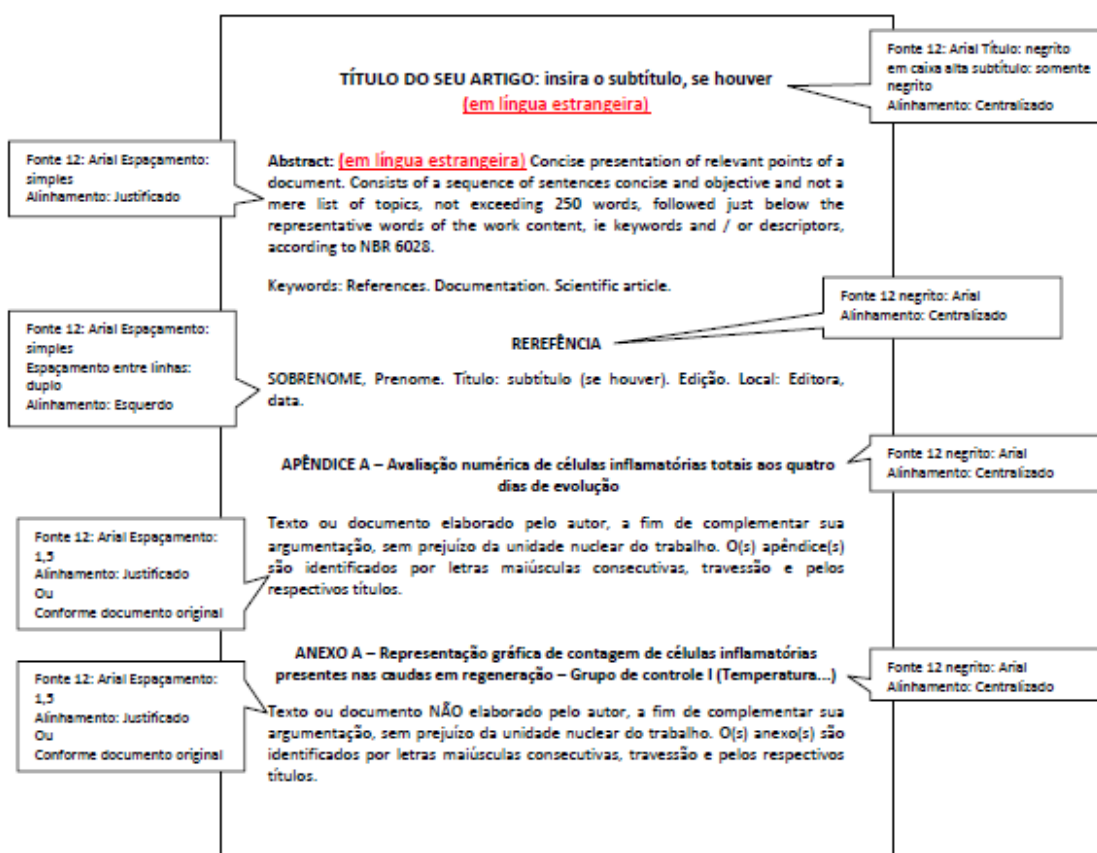 Fonte 12: Arial Título: negrito
em caixa alta subtítulo: somente
negrito
Alinhamento: Centralizado
TÍTULO DO SEU ARTIGO: insira o subtítulo, se houver
(em língua estrangeira)
Fonte 12: Arial Espaçamento:
simples
Alinhamento: Justificado
Abstract: (em língua estrangeira) Concise presentation of relevant points of a
document. Consists of a sequence of sentences concise and objective and not a
mere list of topics, not exceeding 250 words, followed just below the
representative words of the work content, ie keywords and / or descriptors,
according to NBR 6028.
Keywords: References. Documentation. Scientific article.
Fonte 12 negrito: Arial
Alinhamento: Centralizado
REREFÊNCIA
Fonte 12: Arial Espaçamento:
simples
Espaçamento entre linhas:
duplo
Alinhamento: Esquerdo
SOBRENOME, Prenome. Título: subtítulo (se houver). Edição. Local: Editora,
data.
APÊNDICE A – Avaliação numérica de células inflamatórias totais aos quatro
dias de evolução
Fonte 12 negrito: Arial
Alinhamento: Centralizado
Fonte 12: Arial Espaçamento:
1,5
Alinhamento: Justificado
Ou
Conforme documento original
Texto ou documento elaborado pelo autor, a fim de complementar sua
argumentação, sem prejuízo da unidade nuclear do trabalho. O(s) apêndice(s)
são identificados por letras maiúsculas consecutivas, travessão e pelos
respectivos títulos.
ANEXO A – Representação gráfica de contagem de células inflamatórias
presentes nas caudas em regeneração – Grupo de controle I (Temperatura...)
Fonte 12 negrito: Arial
Alinhamento: Centralizado
Fonte 12: Arial Espaçamento:
1,5
Alinhamento: Justificado
Ou
Conforme documento original
Texto ou documento NÃO elaborado pelo autor, a fim de complementar sua
argumentação, sem prejuízo da unidade nuclear do trabalho. O(s) anexo(s) são
identificados por letras maiúsculas consecutivas, travessão e pelos respectivos
títulos.